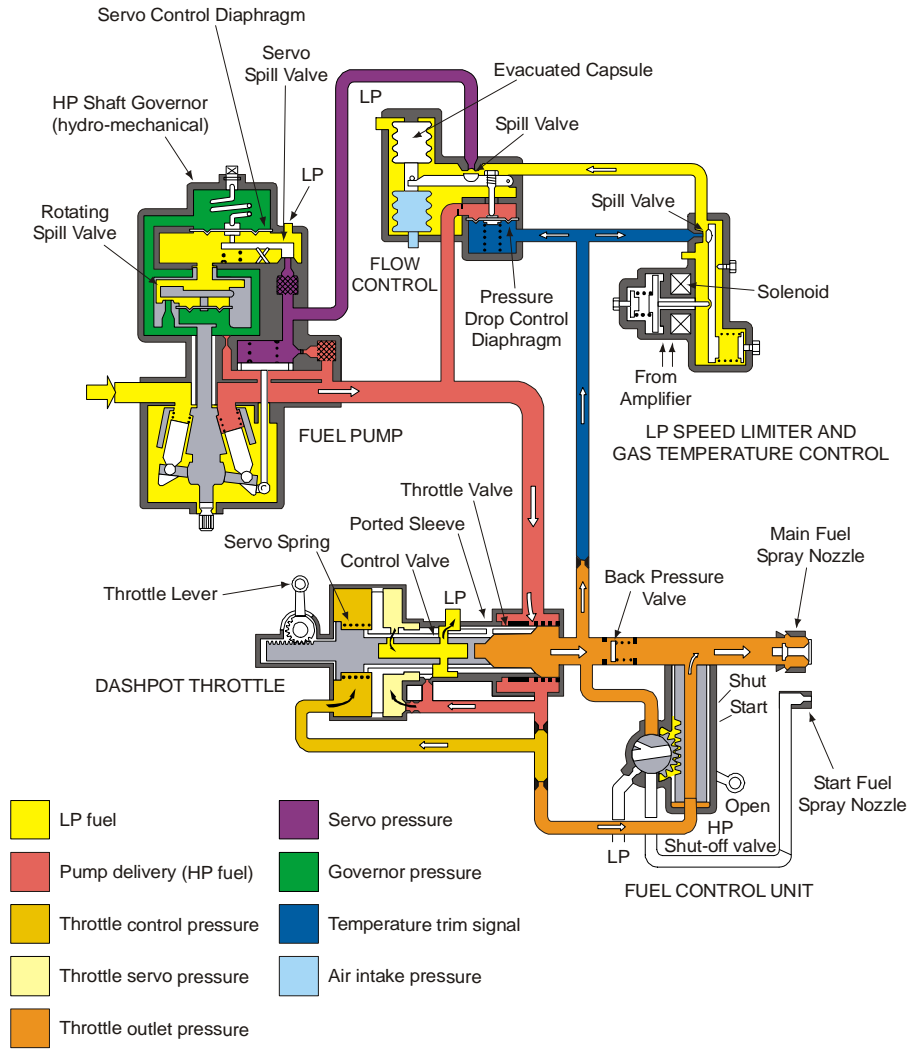 Servo Control Diaphragm
Servo
Spill Valve
Evacuated Capsule
HP Shaft Governor
(hydro-mechanical)
LP
Spill Valve
LP
Rotating
Spill Valve
Spill Valve
FLOW
CONTROL
Solenoid
Pressure
Drop Control
Diaphragm
From
Amplifier
FUEL PUMP
LP SPEED LIMITER AND
GAS TEMPERATURE CONTROL
Throttle Valve
Ported Sleeve
Servo Spring
Control Valve
Main Fuel
Spray Nozzle
Throttle Lever
LP
Back Pressure
Valve
DASHPOT THROTTLE
Shut
Start
Start Fuel
Spray Nozzle
Open
HP
Shut-off valve
LP
FUEL CONTROL UNIT
LP fuel
Servo pressure
Pump delivery (HP fuel)
Governor pressure
Throttle control pressure
Temperature trim signal
Throttle servo pressure
Air intake pressure
Throttle outlet pressure